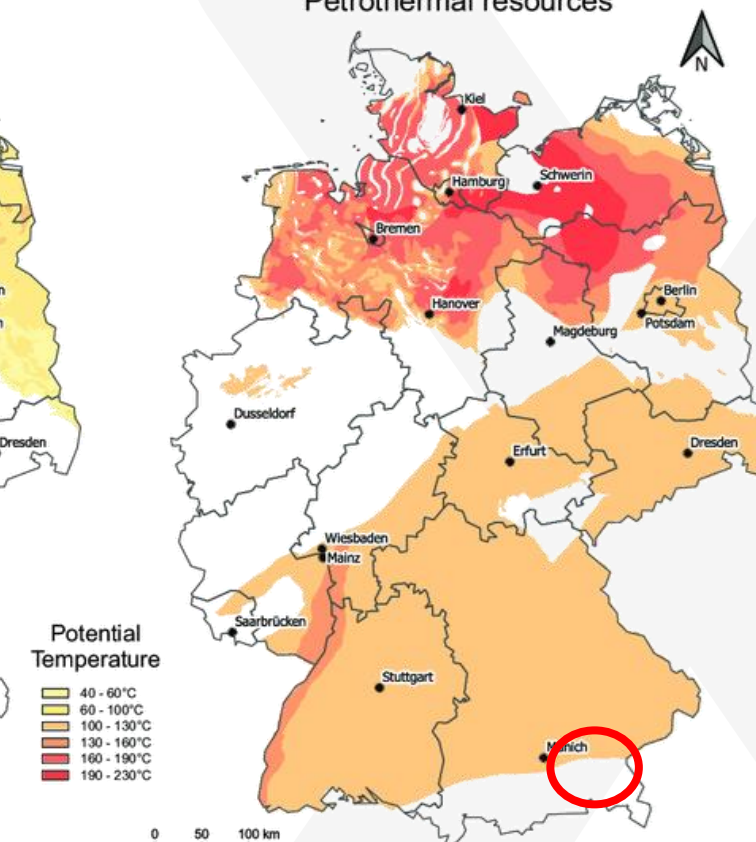 Petrothermal resources
N
Kiel
Schwerin
Hamburg
Bremen
Berlin
Hanover
Potsdam
Magdeburg
Dusseldorf
Dresden
Erfurt
Dresden
Wiesbaden
Mainz
Saarbrücken
Potential
Temperature
Stuttgart
40 - 60°C
60 - 100°C
100 - 130°C
130 - 160°C
160 - 190°C
190 - 230°C
Munich
0 50 100 km